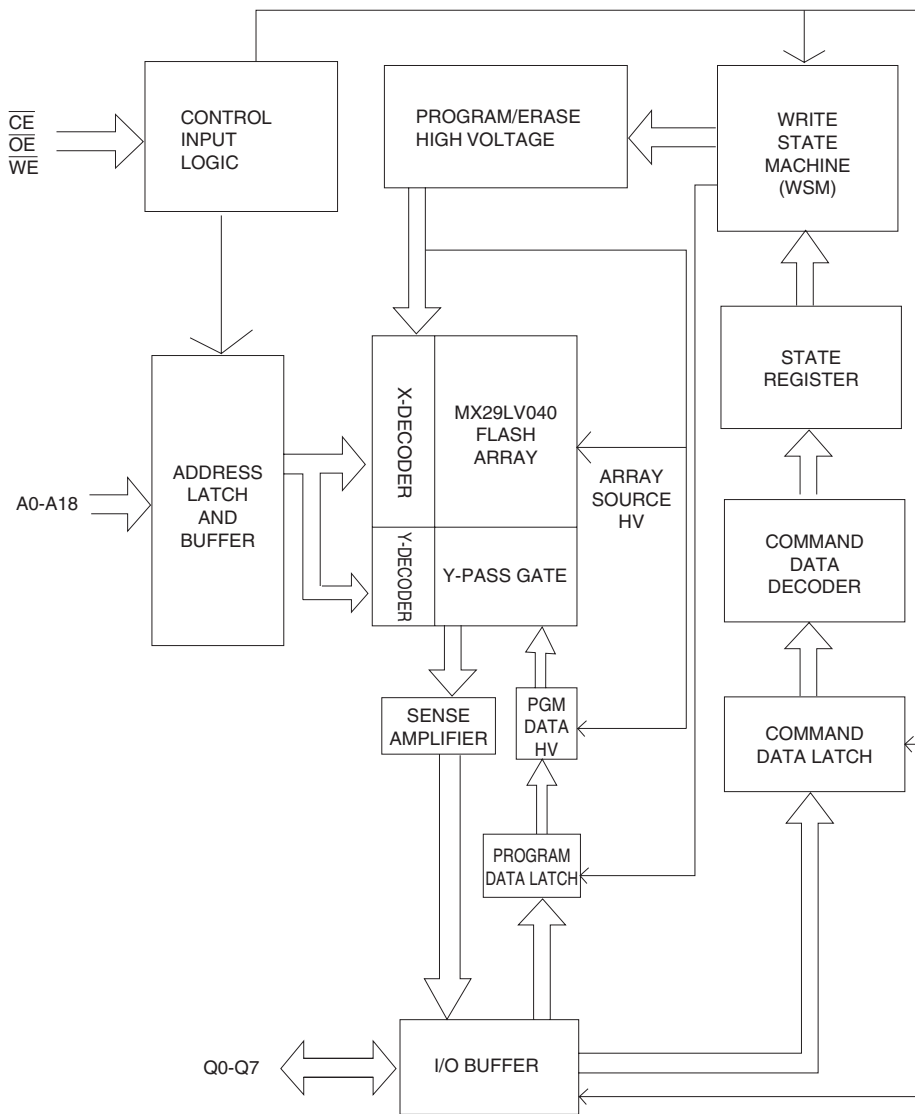 CE
OE
WE
CONTROL
INPUT
LOGIC
PROGRAM/ERASE
HIGH VOLTAGE
WRITE
STATE
MACHINE
(WSM)
STATE
REGISTER
A0-A18
ADDRESS
LATCH
AND
BUFFER
X-DECODER
MX29LV040
FLASH
ARRAY
ARRAY
SOURCE
HV
Y-DECODER
Y-PASS GATE
COMMAND
DATA
DECODER
SENSE
AMPLIFIER
PGM
DATA
HV
COMMAND
DATA LATCH
PROGRAM
DATA LATCH
Q0-Q7
I/O BUFFER